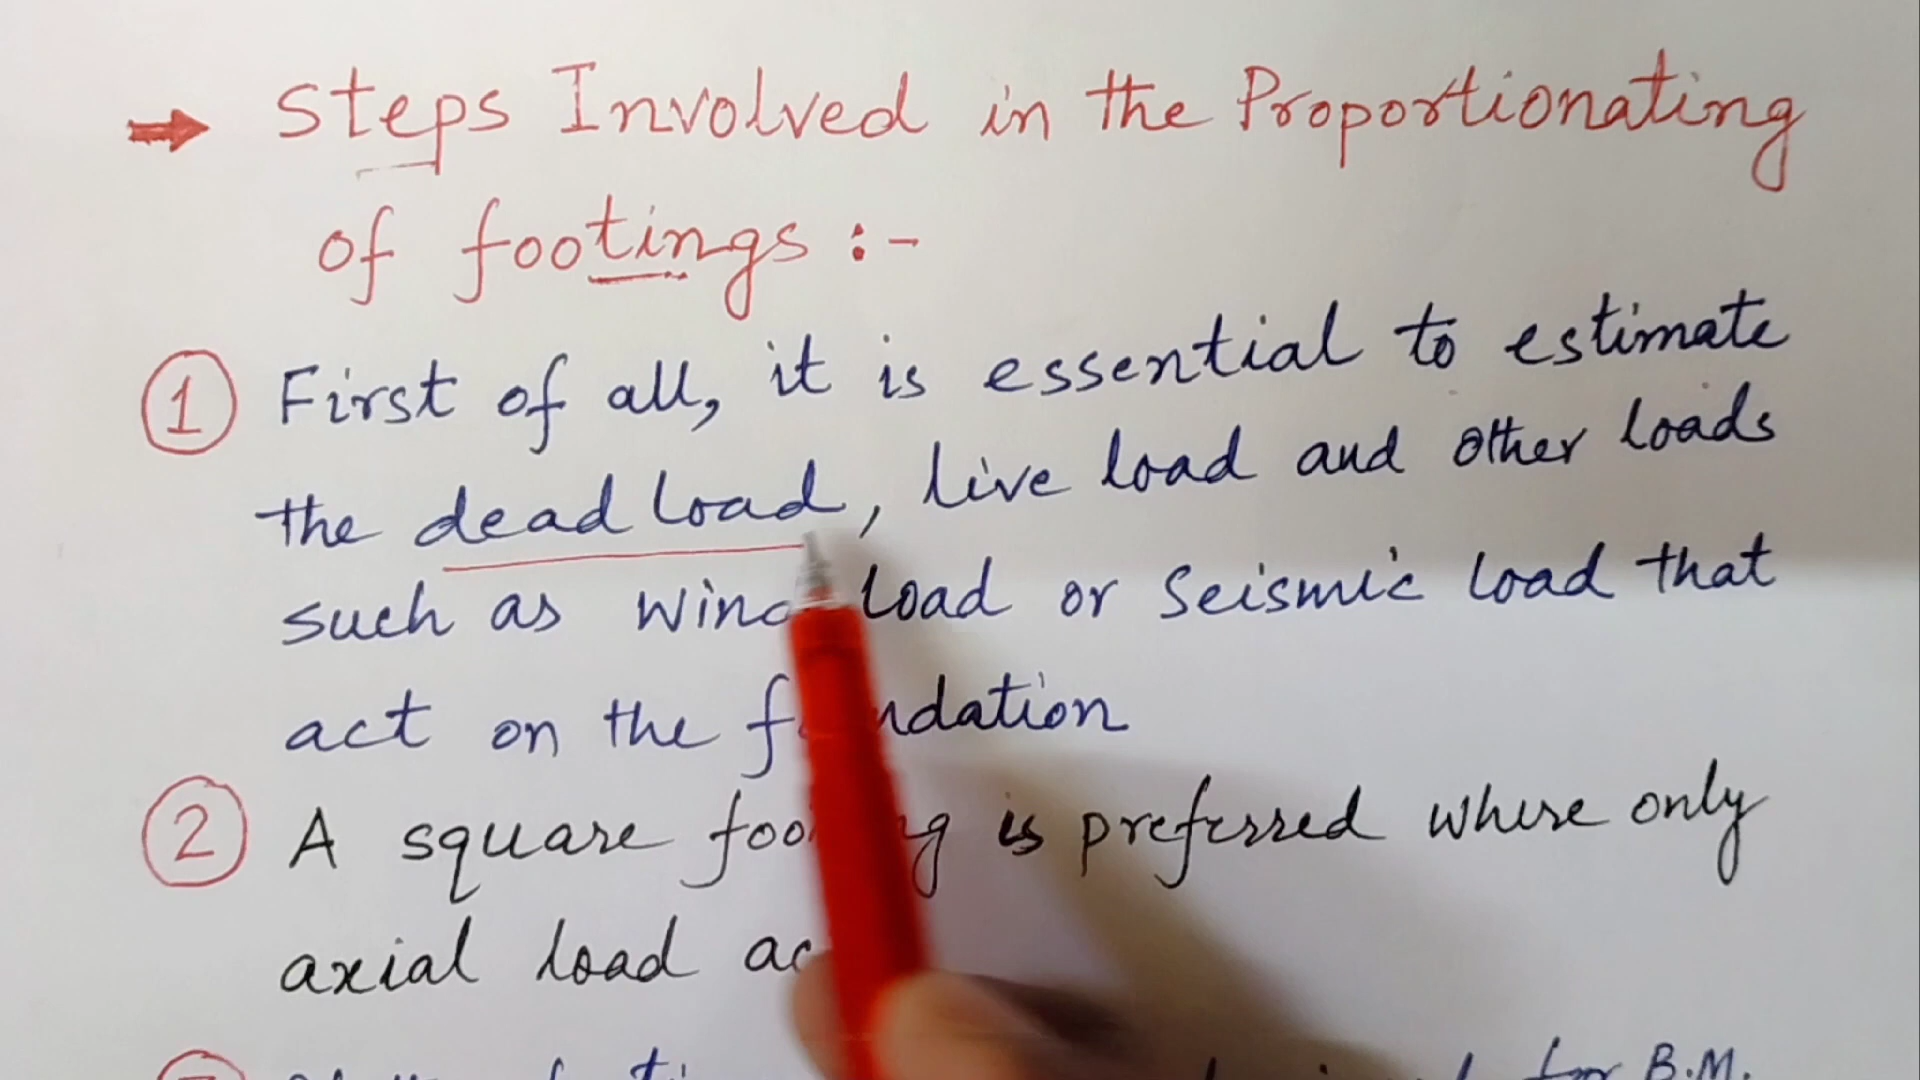 Steps Involved in the Proportionating
of footings :-
1 First of all, it is essential to estimate
the dead load, live load and other loads
such as load or seismic load that
act on the
2 A square is preferred where only
axial load
for B.M.